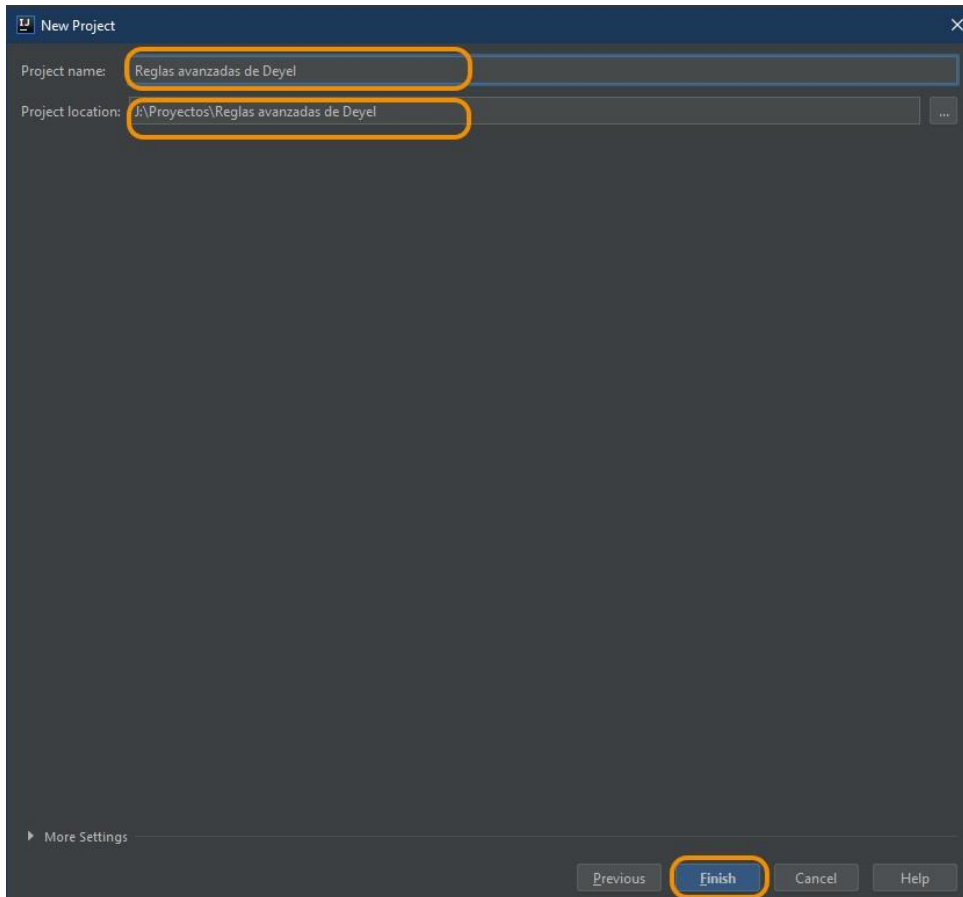 New Project
Project name: Reglas avanzadas de Deyel
Project location: J:\Proyectos\Reglas avanzadas de Deyel ...
More Settings
Previous Finish Cancel Help